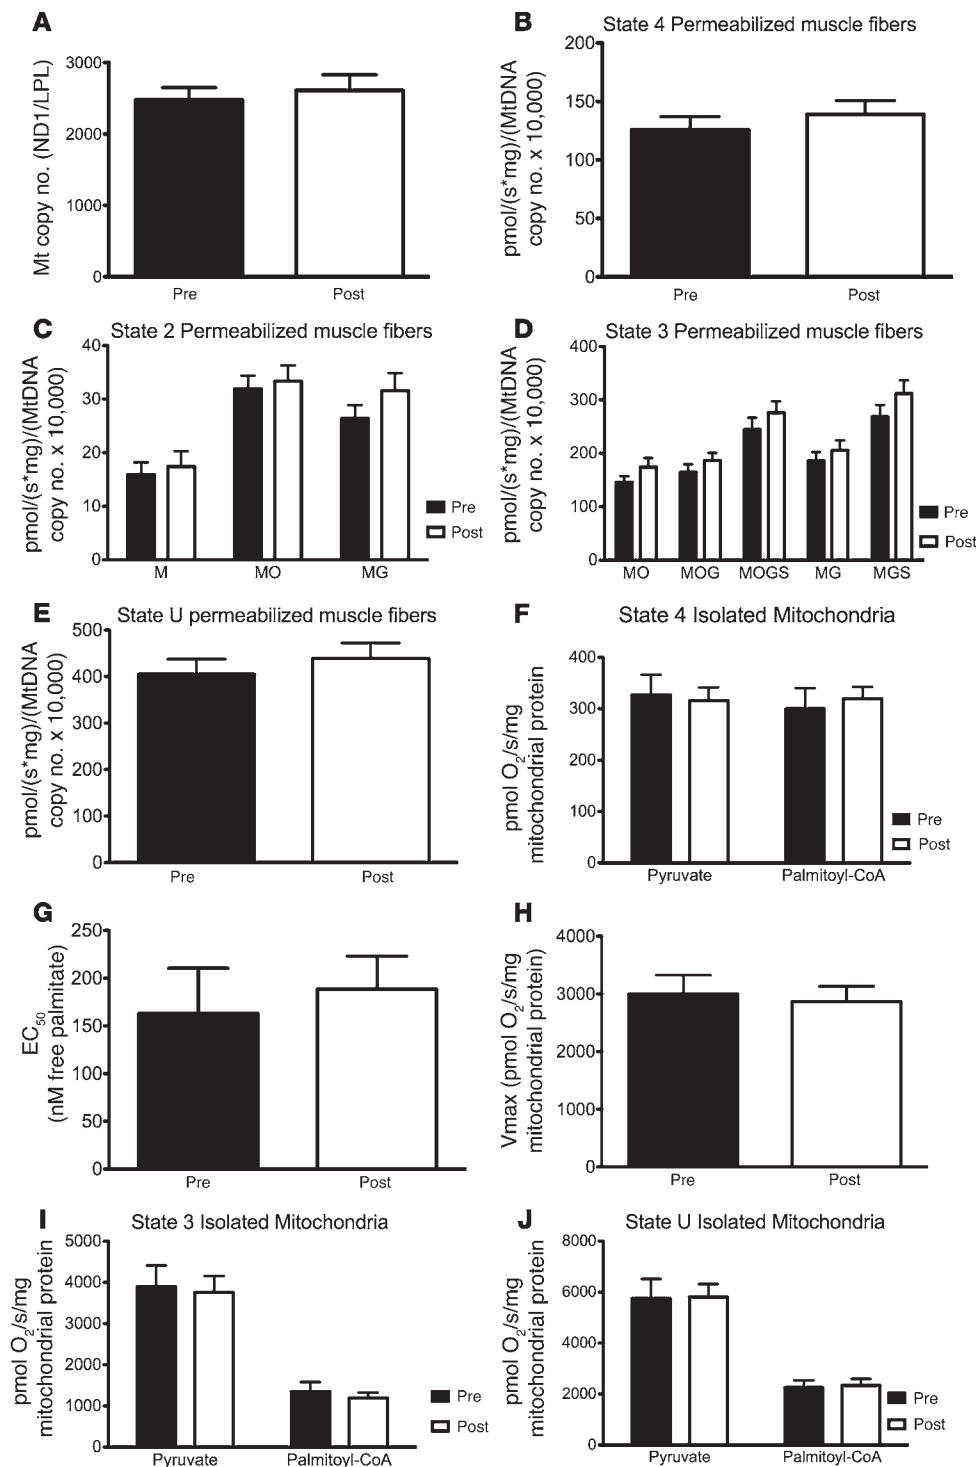 A
Mt copy no. (ND1/LPL)
3000
2000
1000
0
Pre
Post
B
State 4 Permeabilized muscle fibers
pmol/(s*mg)/(MtDNA
copy no. x 10,000)
200
150
100
50
0
Pre
Post
C
State 2 Permeabilized muscle fibers
pmol/(s*mg)/(MtDNA
copy no. x 10,000)
40
30
20
10
0
M
MO
MG
Pre
Post
D
State 3 Permeabilized muscle fibers
pmol/(s*mg)/(MtDNA
copy no. x 10,000)
400
300
200
100
0
MO
MOG
MOGS
MG
MGS
Pre
Post
E
State U permeabilized muscle fibers
pmol/(s*mg)/(MtDNA
copy no. x 10,000)
500
400
300
200
100
0
Pre
Post
F
State 4 Isolated Mitochondria
pmol O2/s/mg
mitochondrial protein
400
300
200
100
0
Pyruvate
Palmitoyl-CoA
Pre
Post
G
EC50
(nM free palmitate)
250
200
150
100
50
0
Pre
Post
H
Vmax (pmol O2/s/mg
mitochondrial protein)
4000
3000
2000
1000
0
Pre
Post
I
State 3 Isolated Mitochondria
pmol O2/s/mg
mitochondrial protein
5000
4000
3000
2000
1000
0
Pyruvate
Palmitoyl-CoA
Pre
Post
J
State U Isolated Mitochondria
pmol O2/s/mg
mitochondrial protein
8000
6000
4000
2000
0
Pyruvate
Palmitoyl-CoA
Pre
Post